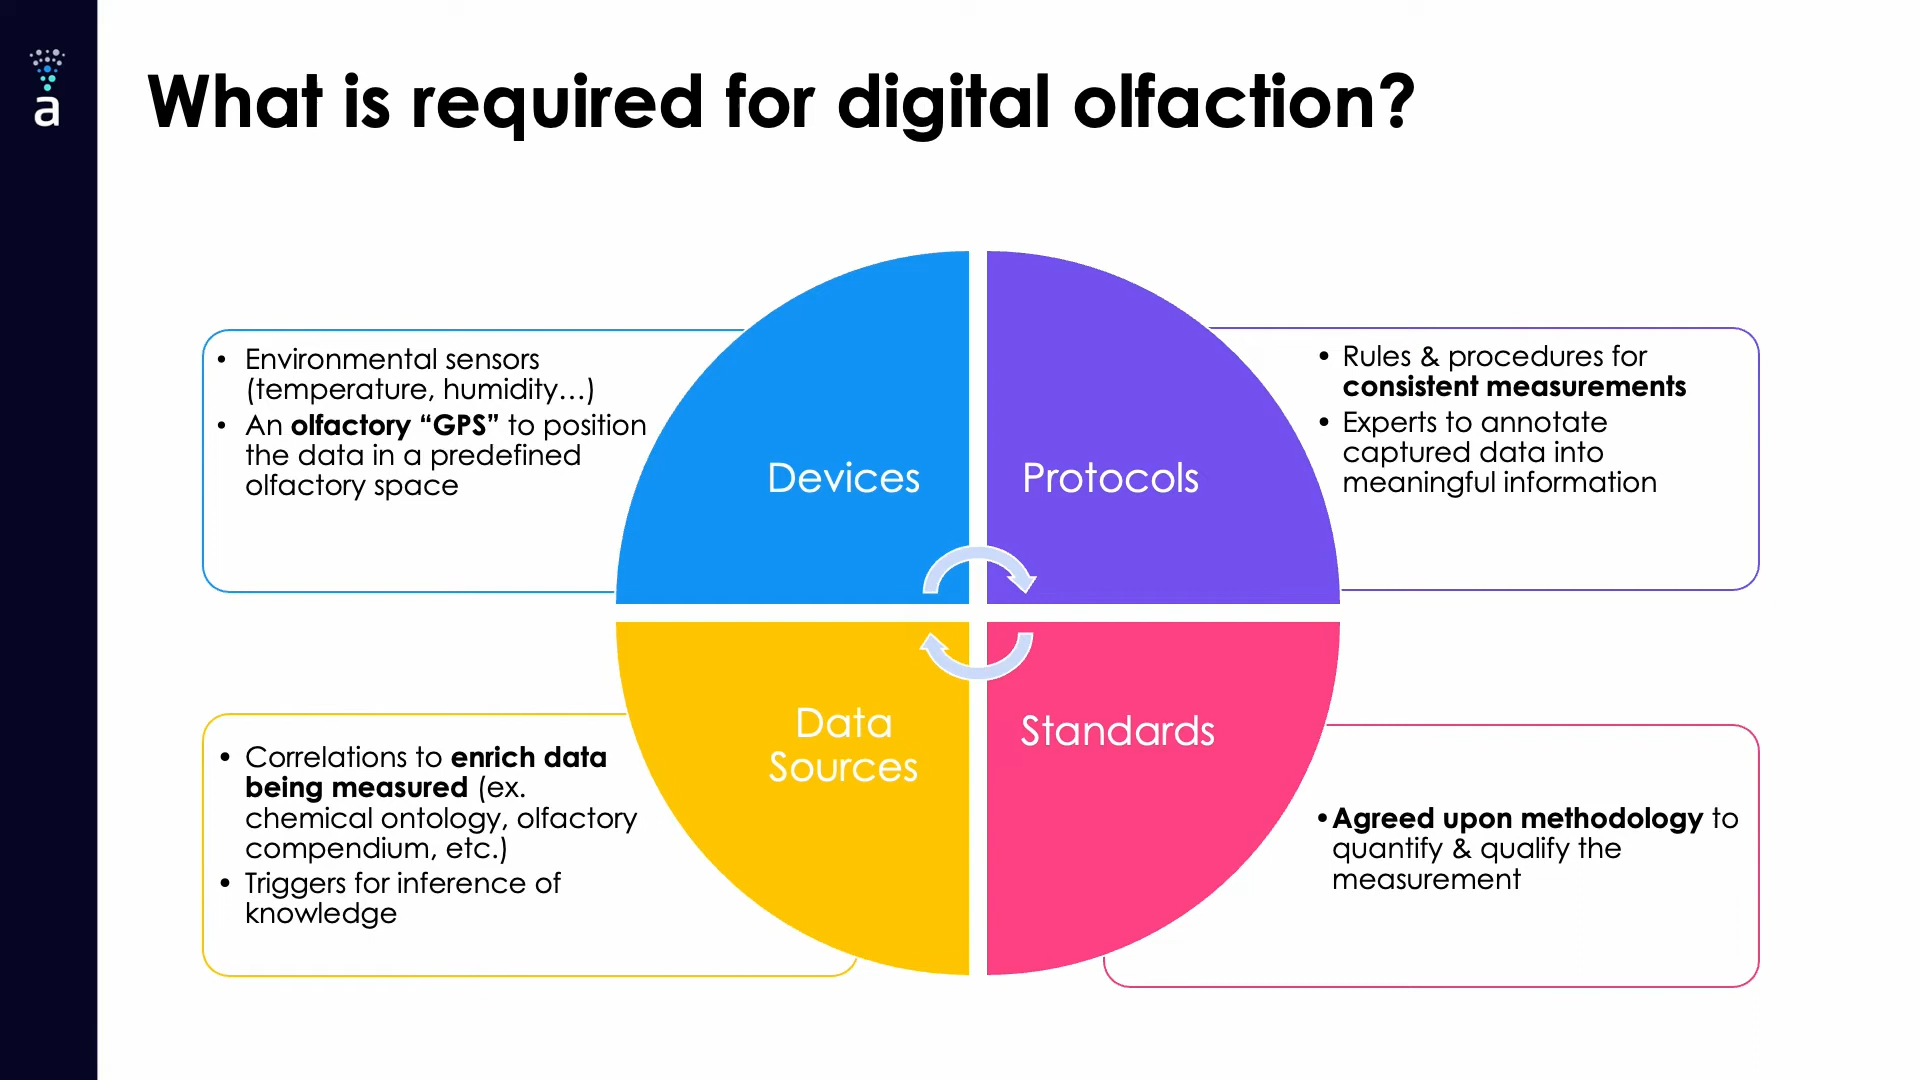 a
What is required for digital olfaction?
• Environmental sensors
(temperature, humidity...)
• An olfactory “GPS” to position
the data in a predefined
olfactory space
Devices
Protocols
• Rules & procedures for
consistent measurements
• Experts to annotate
captured data into
meaningful information
• Correlations to enrich data
being measured (ex.
chemical ontology, olfactory
compendium, etc.)
• Triggers for inference of
knowledge
Data
Sources
Standards
•Agreed upon methodology to
quantify & qualify the
measurement